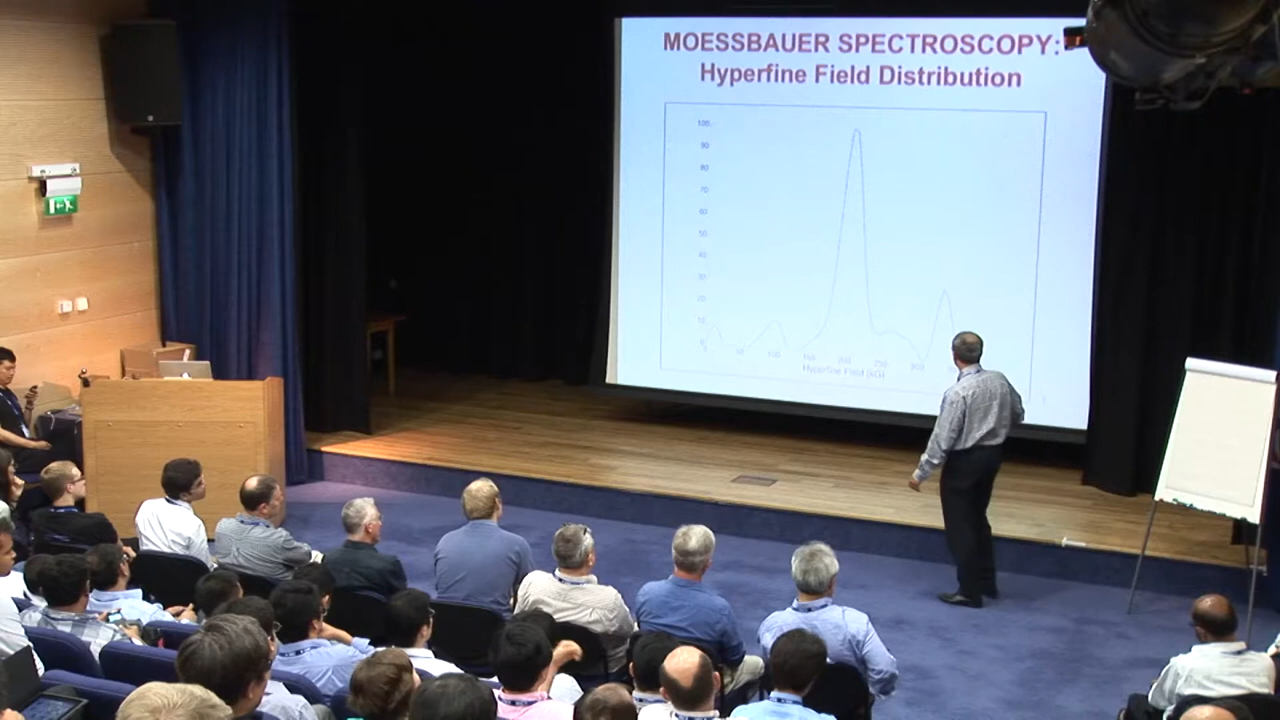 MOESSBAUER SPECTROSCOPY:
Hyperfine Field Distribution
100
90
80
70
60
50
40
30
20
10
0
50 100 150 200 250 300
Hyperfine Field (kG)